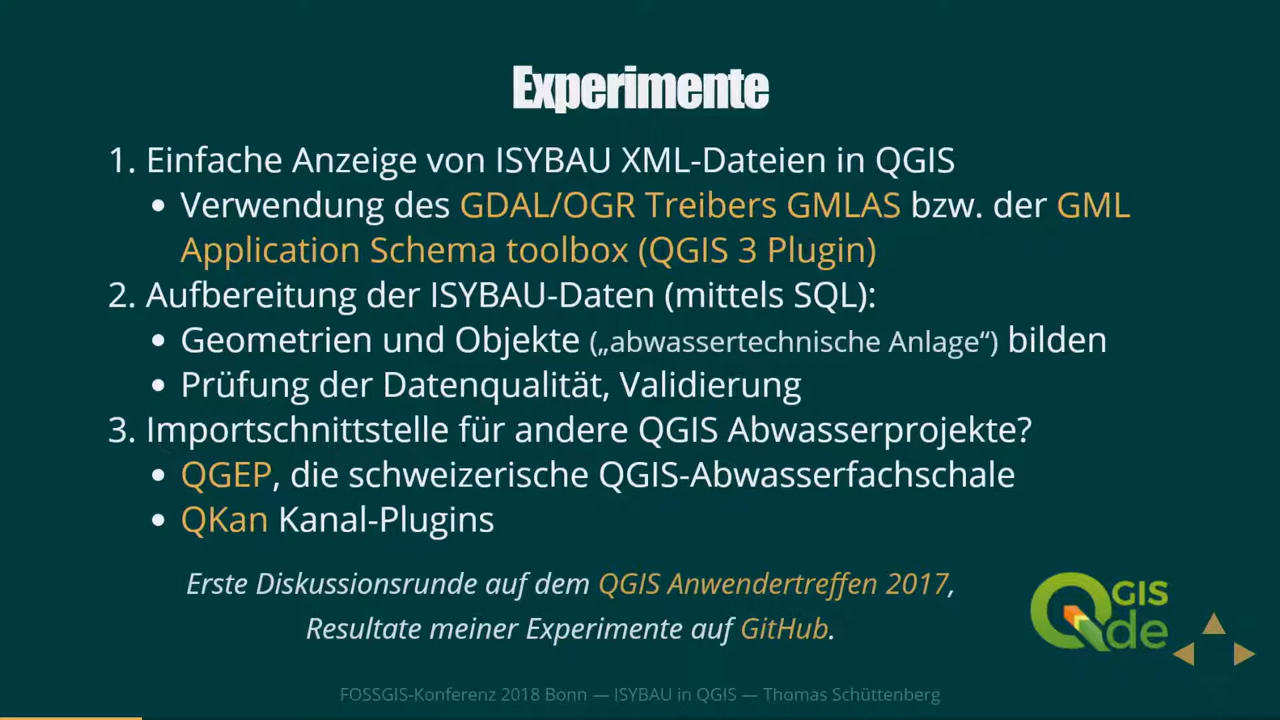 Experimente
1. Einfache Anzeige von ISYBAU XML-Dateien in QGIS
• Verwendung des GDAL/OGR Treibers GMLAS bzw. der GML
Application Schema toolbox (QGIS 3 Plugin)
2. Aufbereitung der ISYBAU-Daten (mittels SQL):
• Geometrien und Objekte („abwassertechnische Anlage“) bilden
• Prüfung der Datenqualität, Validierung
3. Importschnittstelle für andere QGIS Abwasserprojekte?
• QGEP, die schweizerische QGIS-Abwasserfachschale
• QKan Kanal-Plugins
Erste Diskussionsrunde auf dem QGIS Anwendertreffen 2017,
Resultate meiner Experimente auf GitHub.
QGIS
de
FOSSGIS-Konferenz 2018 Bonn — ISYBAU in QGIS — Thomas Schüttenberg